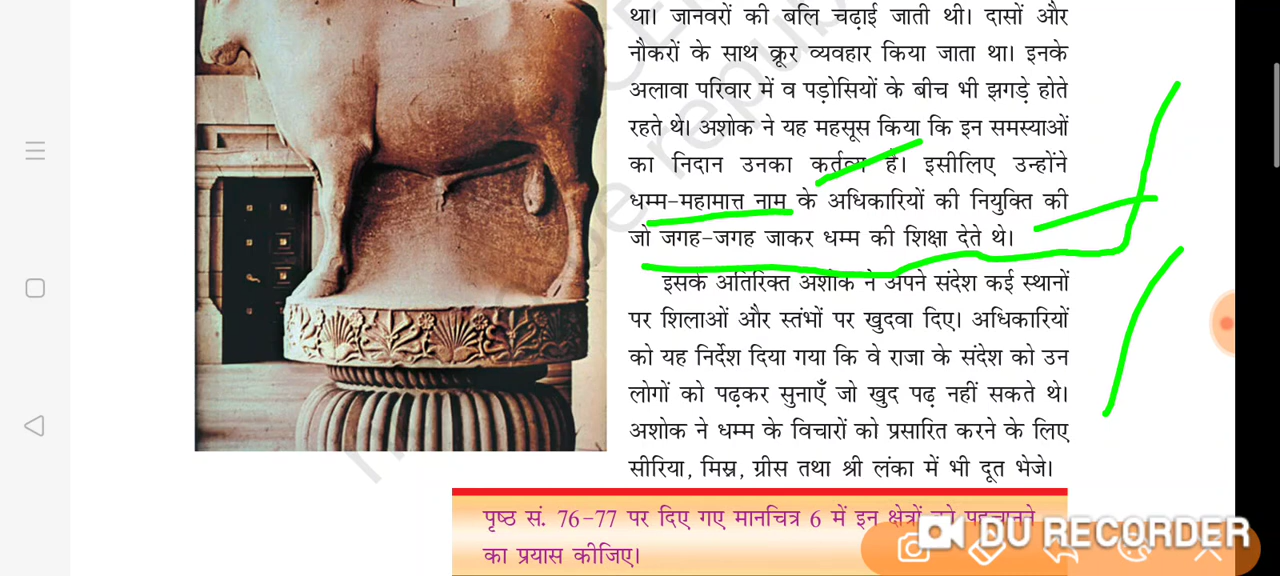 था। जानवरों की बलि चढ़ाई जाती थी। दासों और
नौकरों के साथ क्रूर व्यवहार किया जाता था। इनके
अलावा परिवार में व पड़ोसियों के बीच भी झगड़े होते
रहते थे। अशोक ने यह महसूस किया कि इन समस्याओं
का निदान उनका कर्तव्य है। इसीलिए उन्होंने
धम्म-महामात्त नाम के अधिकारियों की नियुक्ति की
जो जगह-जगह जाकर धम्म की शिक्षा देते थे।
इसके अतिरिक्त अशोक ने अपने संदेश कई स्थानों
पर शिलाओं और स्तंभों पर खुदवा दिए। अधिकारियों
को यह निर्देश दिया गया कि वे राजा के संदेश को उन
लोगों को पढ़कर सुनाएँ जो खुद पढ़ नहीं सकते थे।
अशोक ने धम्म के विचारों को प्रसारित करने के लिए
सीरिया, मिस्र, ग्रीस तथा श्री लंका में भी दूत भेजे।
पृष्ठ सं. 76-77 पर दिए गए मानचित्र 6 में इन क्षेत्रों को पहचानने
का प्रयास कीजिए।
DU RECORDER